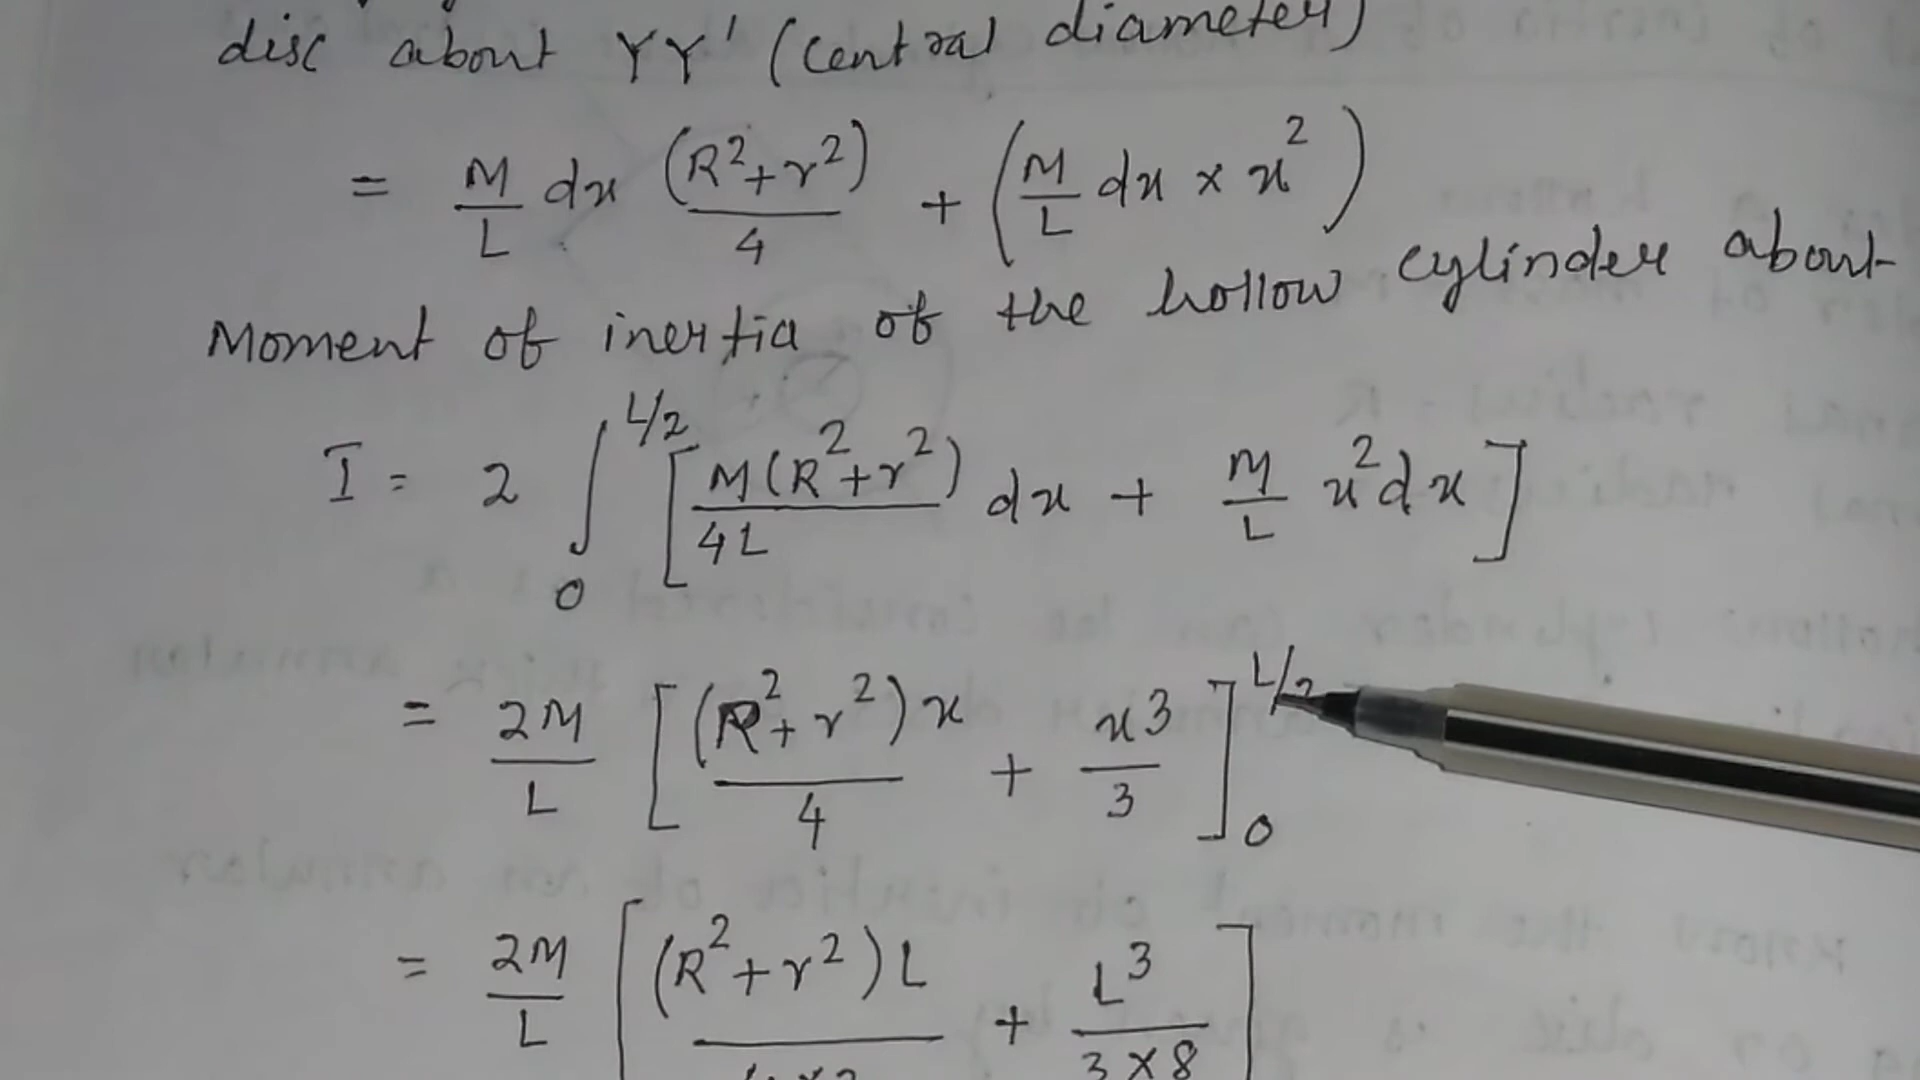 disc about YY' (central diameter)
= M/L dx (R²+r²)/4 + (M/L dx × x²)
Moment of inertia of the hollow cylinder about
I = 2 ∫₀^(L/2) [M(R²+r²)/4L dx + M/L x²dx]
= 2M/L [(R²+r²)x/4 + x³/3]₀^(L/2)
= 2M/L [(R²+r²)L/4×2 + L³/3×8]